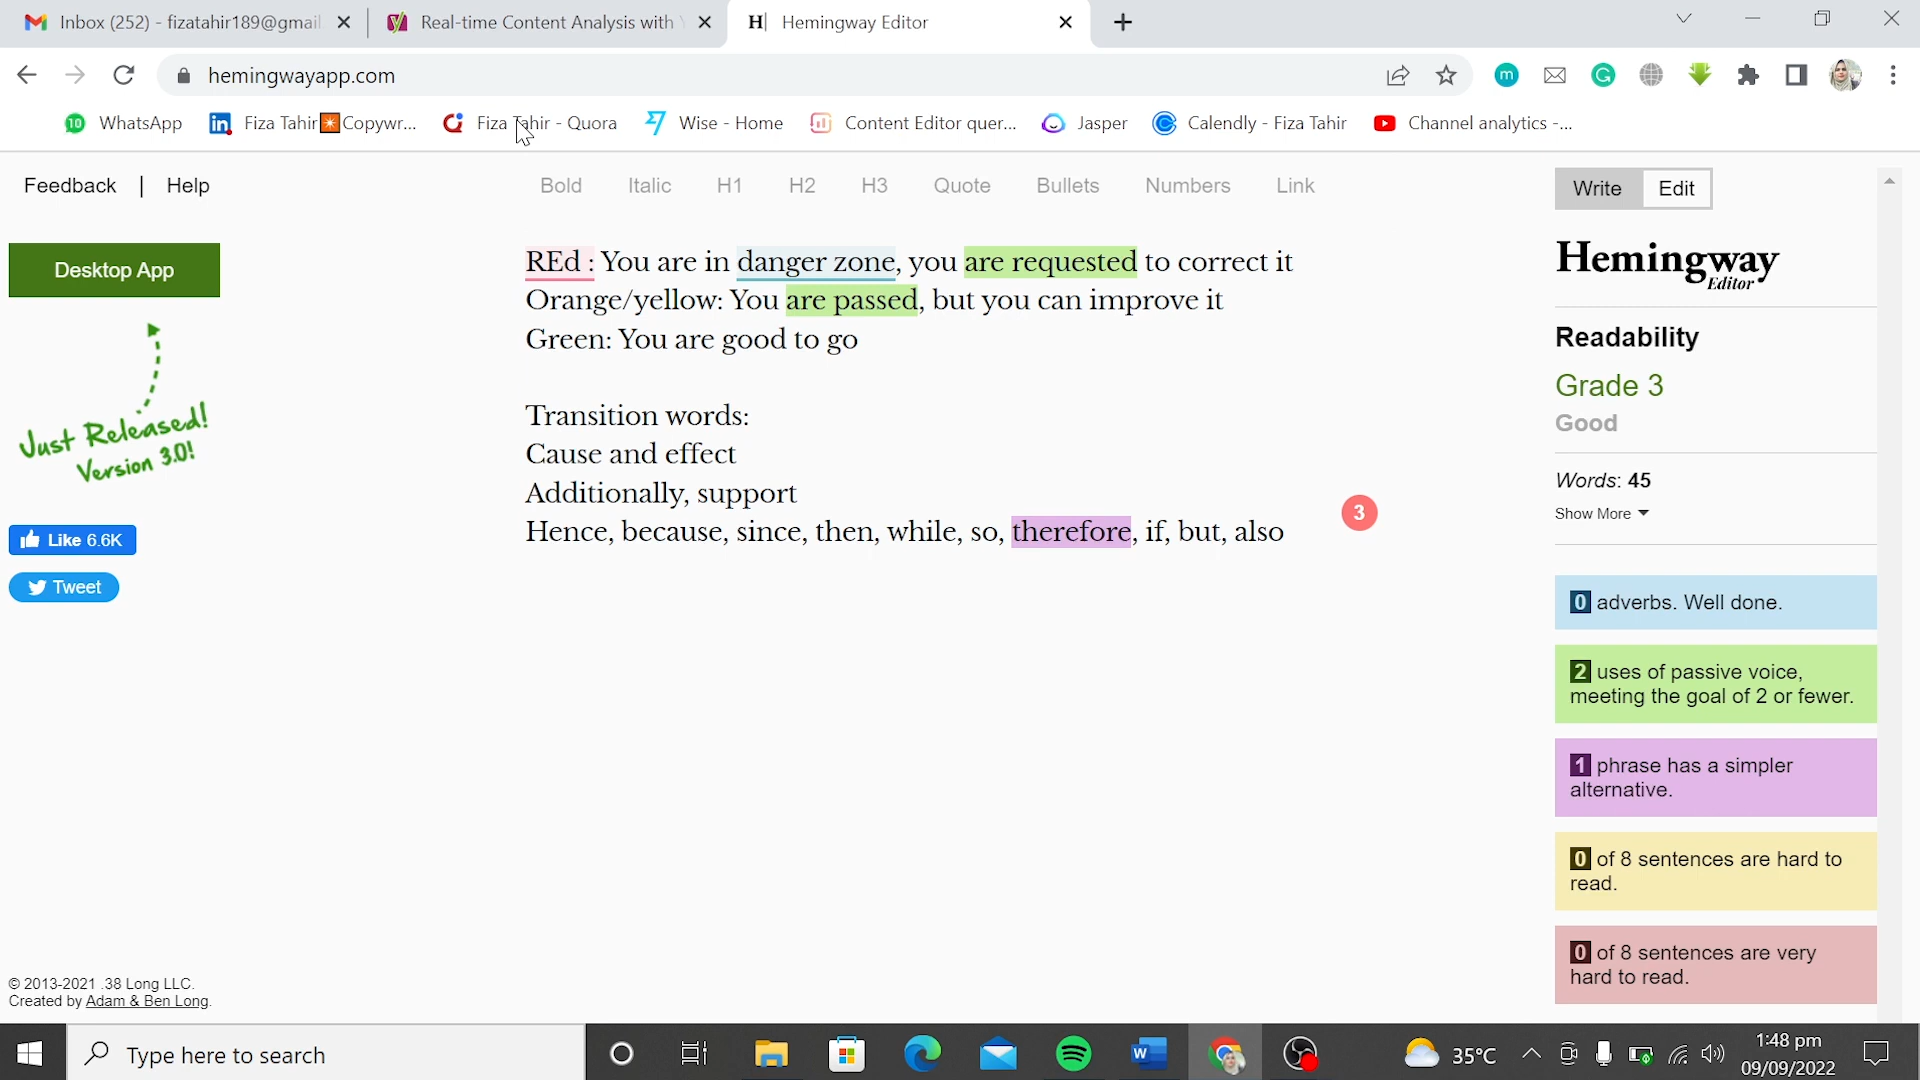 Inbox (252) - fizatahir189@gmail
Real-time Content Analysis with
Hemingway Editor
hemingwayapp.com
WhatsApp
Fiza Tahir
Copywr...
Fiza Tahir - Quora
Wise - Home
Content Editor quer...
Jasper
Calendly - Fiza Tahir
Channel analytics -...
Feedback | Help
Bold Italic H1 H2 H3 Quote Bullets Numbers Link
Write Edit
Desktop App
Just Released!
Version 3.0!
Like 6.6K
Tweet
REd : You are in danger zone, you are requested to correct it
Orange/yellow: You are passed, but you can improve it
Green: You are good to go
Transition words:
Cause and effect
Additionally, support
Hence, because, since, then, while, so, therefore, if, but, also
3
Hemingway
Editor
Readability
Grade 3
Good
Words: 45
Show More
0 adverbs. Well done.
2 uses of passive voice,
meeting the goal of 2 or fewer.
1 phrase has a simpler
alternative.
0 of 8 sentences are hard to
read.
0 of 8 sentences are very
hard to read.
© 2013-2021 .38 Long LLC.
Created by Adam & Ben Long.
Type here to search
35°C
1:48 pm
09/09/2022